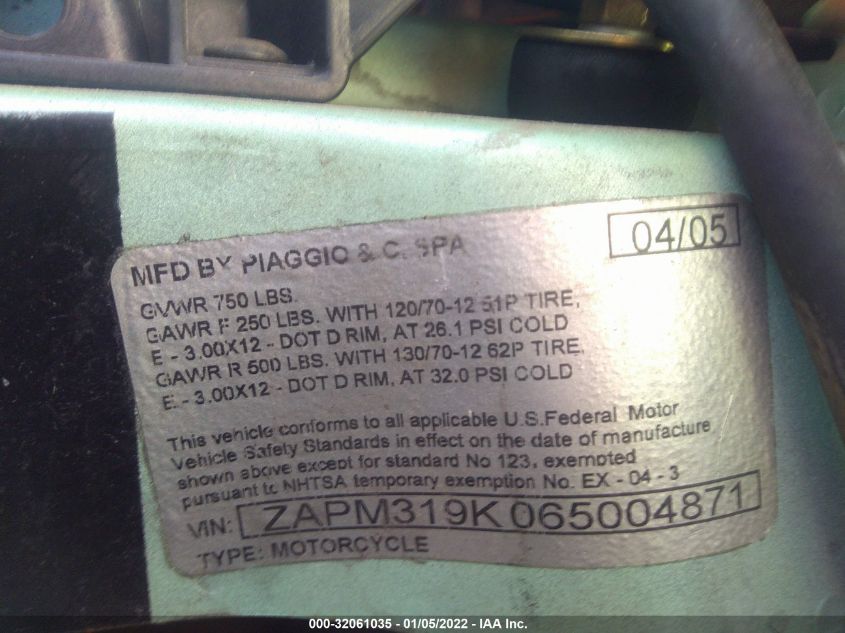 04/05
MFD BY PIAGGIO & C. SPA
GVWR 750 LBS.
GAWR F 250 LBS. WITH 120/70-12 51P TIRE,
E - 3.00X12 - DOT D RIM, AT 26.1 PSI COLD
GAWR R 500 LBS. WITH 130/70-12 62P TIRE,
E - 3.00X12 - DOT D RIM, AT 32.0 PSI COLD
This vehicle conforms to all applicable U.S.Federal Motor
Vehicle Safety Standards in effect on the date of manufacture
shown above except for standard No 123, exempted
pursuant to NHTSA temporary exemption No. EX - 04 - 3
VIN: ZAPM319K065004871
TYPE: MOTORCYCLE
000-32061035 - 01/05/2022 - IAA Inc.